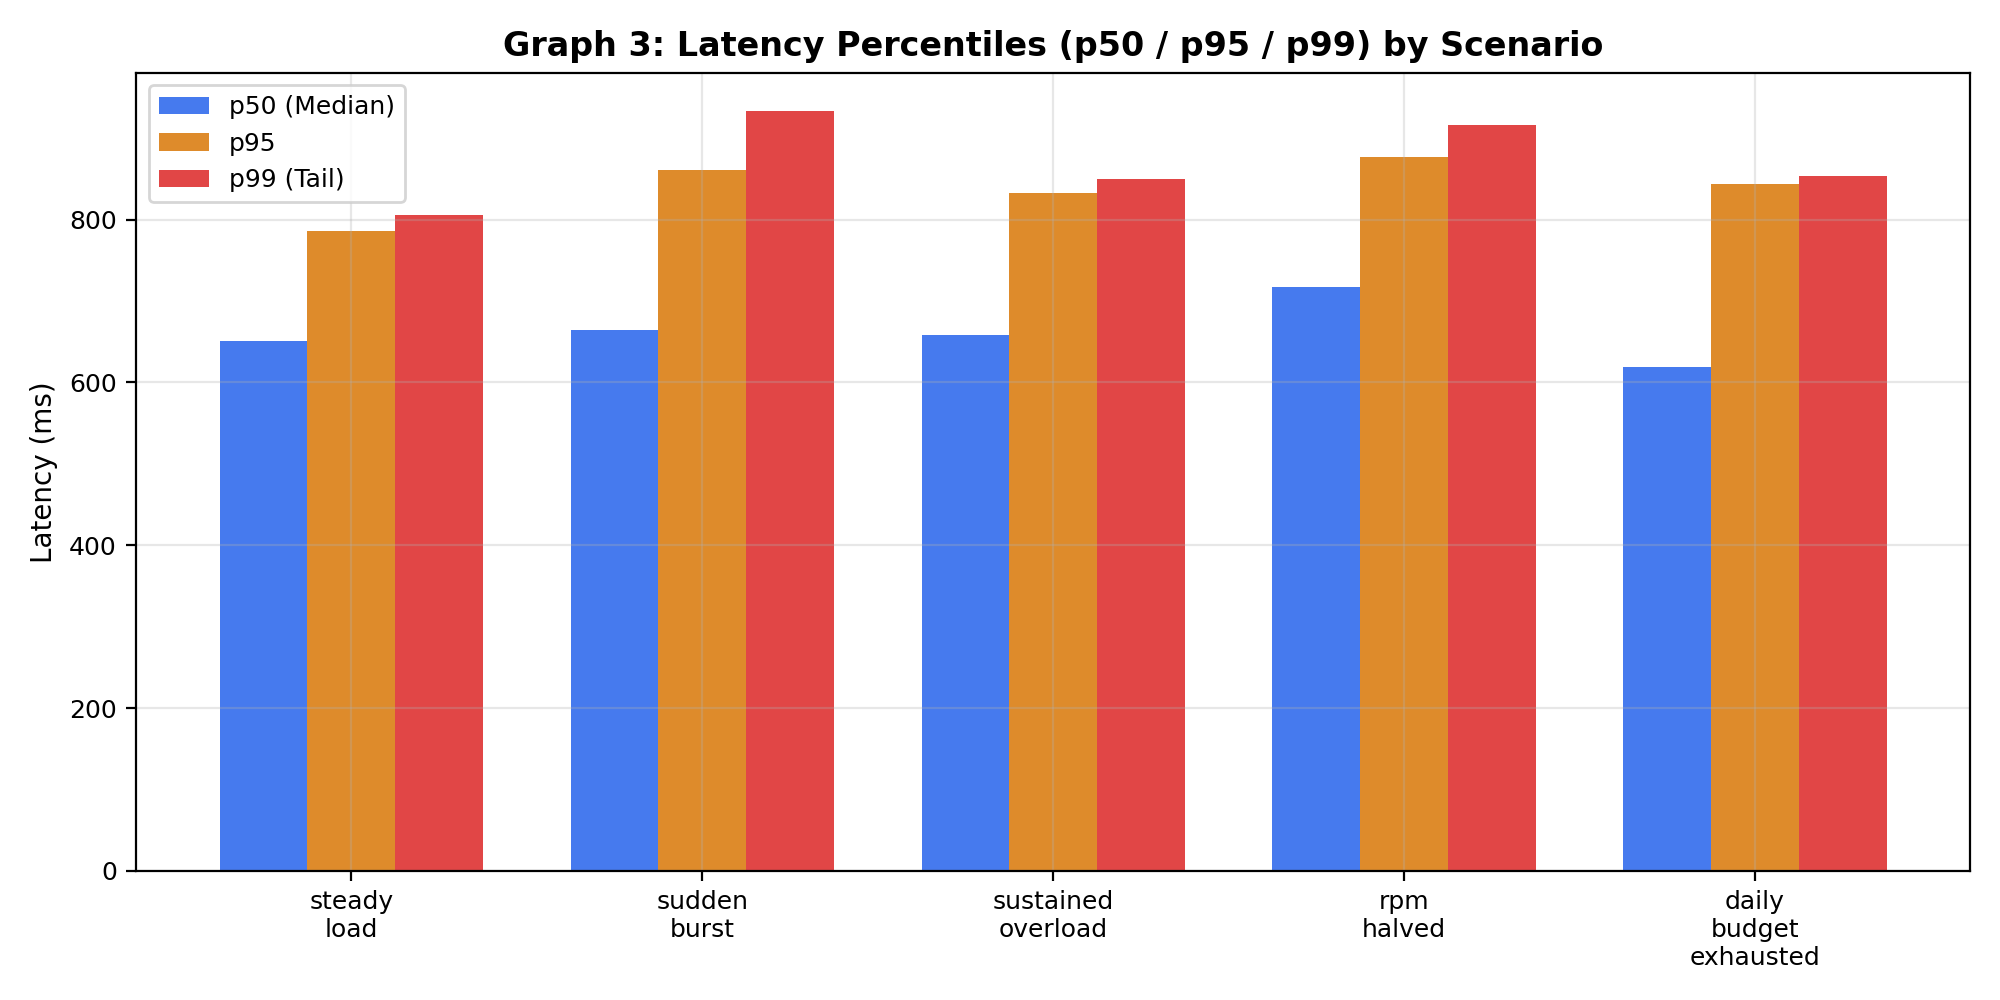 Graph 3: Latency Percentiles (p50 / p95 / p99) by Scenario
p50 (Median)
p95
p99 (Tail)
Latency (ms)
800
600
400
200
0
steady
load
sudden
burst
sustained
overload
rpm
halved
daily
budget
exhausted